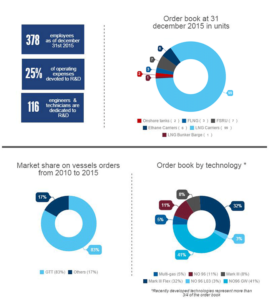 378
employees
as of december
31st 2015
25%
of operating
expenses
devoted to R&D
116
engineers &
technicians are
dedicated to
R&D
Order book at 31
december 2015 in units
Onshore tanks
FLNG
FSRU
Ethane Carriers
LNG Carriers
LNG Bunker Barge
Market share on vessels orders
from 2010 to 2015
17%
83%
GTT (83%) Others (17%)
Order book by technology *
8%
32%
11%
5%
3%
41%
Multi-gas (5%) NO 96 (11%) Mark III (8%)
Mark III Flex (32%) NO 96 L03 (3%) NO96 GW (41%)
*Recently developed technologies represent more than
3/4 of the order book